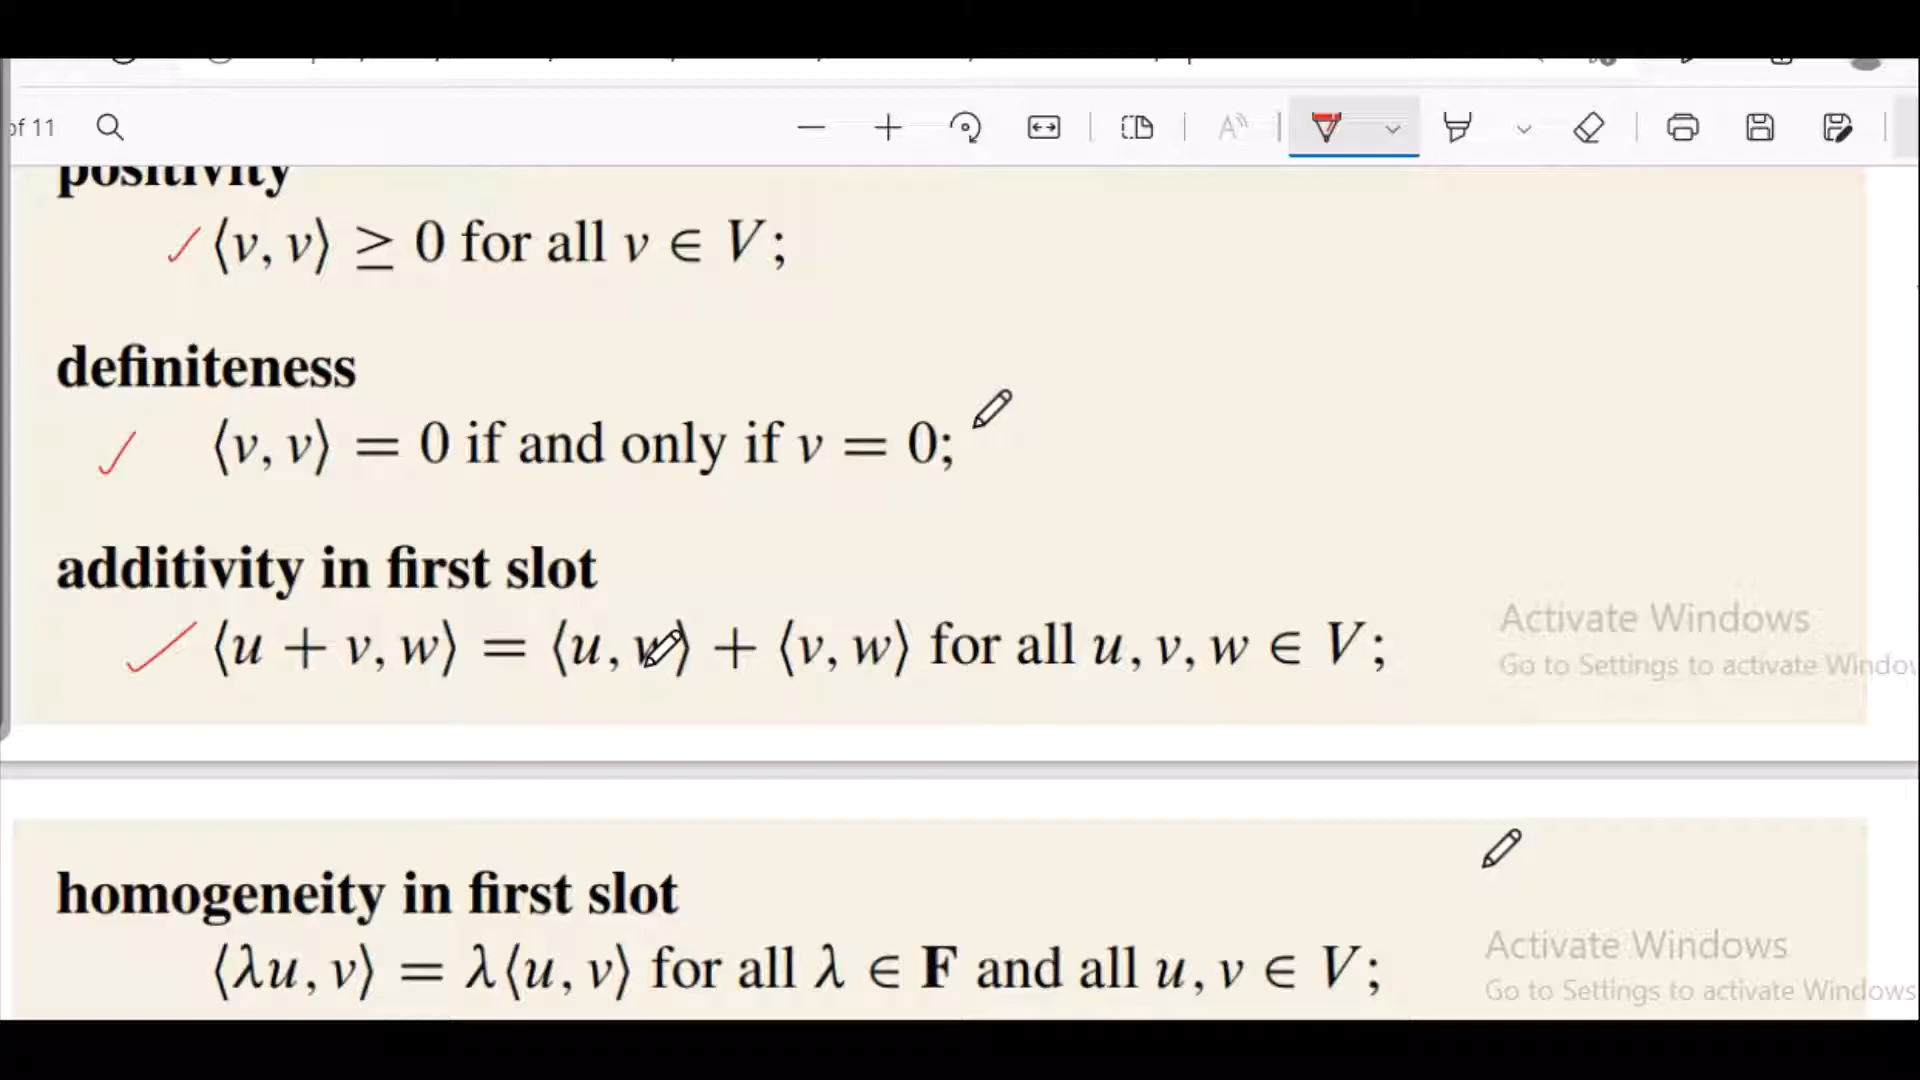 of 11
positivity
⟨v, v⟩ ≥ 0 for all v ∈ V;
definiteness
⟨v, v⟩ = 0 if and only if v = 0;
additivity in first slot
⟨u + v, w⟩ = ⟨u, w⟩ + ⟨v, w⟩ for all u, v, w ∈ V;
Activate Windows
Go to Settings to activate Window
homogeneity in first slot
⟨λu, v⟩ = λ⟨u, v⟩ for all λ ∈ F and all u, v ∈ V;
Activate Windows
Go to Settings to activate Windows